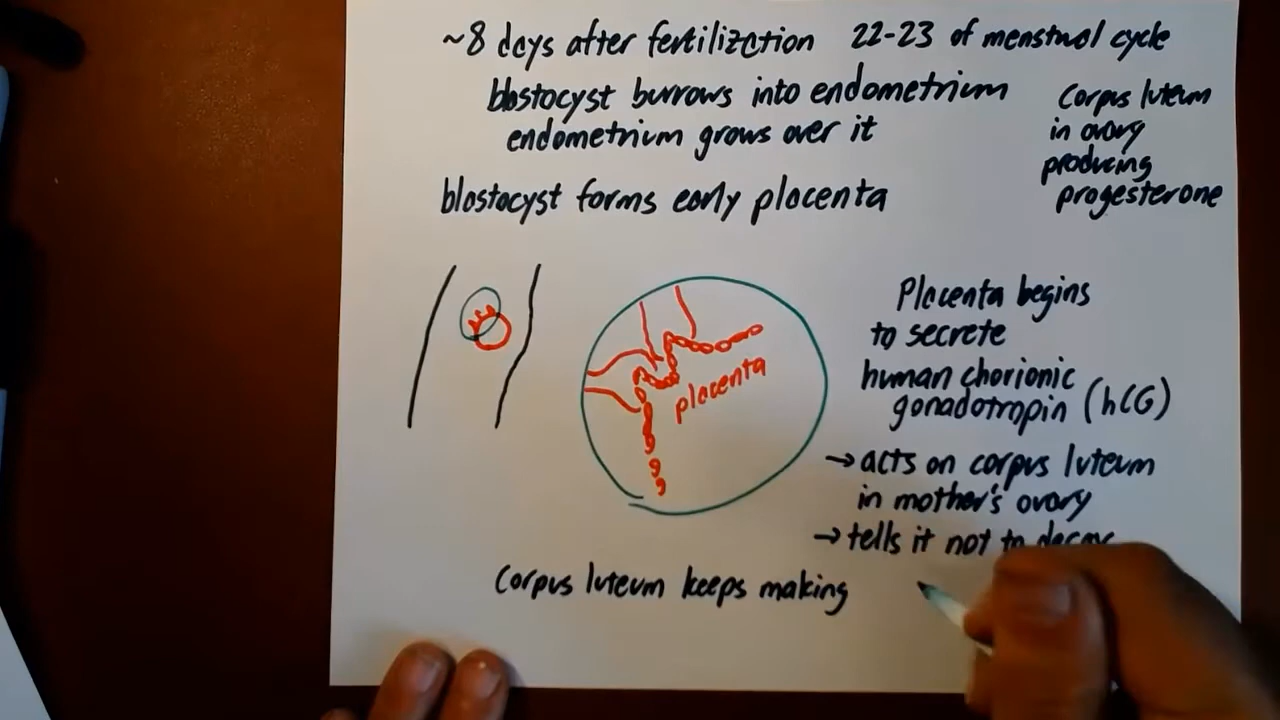 ~8 days after fertilization 22-23 of menstrual cycle
blastocyst burrows into endometrium
endometrium grows over it
Corpus luteum
in ovary
producing
progesterone
blastocyst forms early placenta
placenta
Placenta begins
to secrete
human chorionic
gonadotropin (hCG)
→ acts on corpus luteum
in mother's ovary
→ tells it not to decay
Corpus luteum keeps making